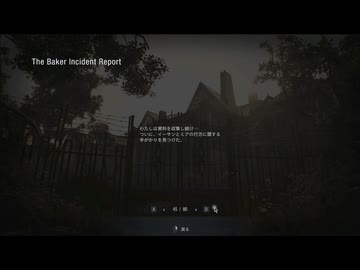 The Baker Incident Report
わたしは資料を収集し続け…
ついに、イーサンとミアの行方に関する
手がかりを見つけた。
A ‹ 45 / 60 › D
戻る